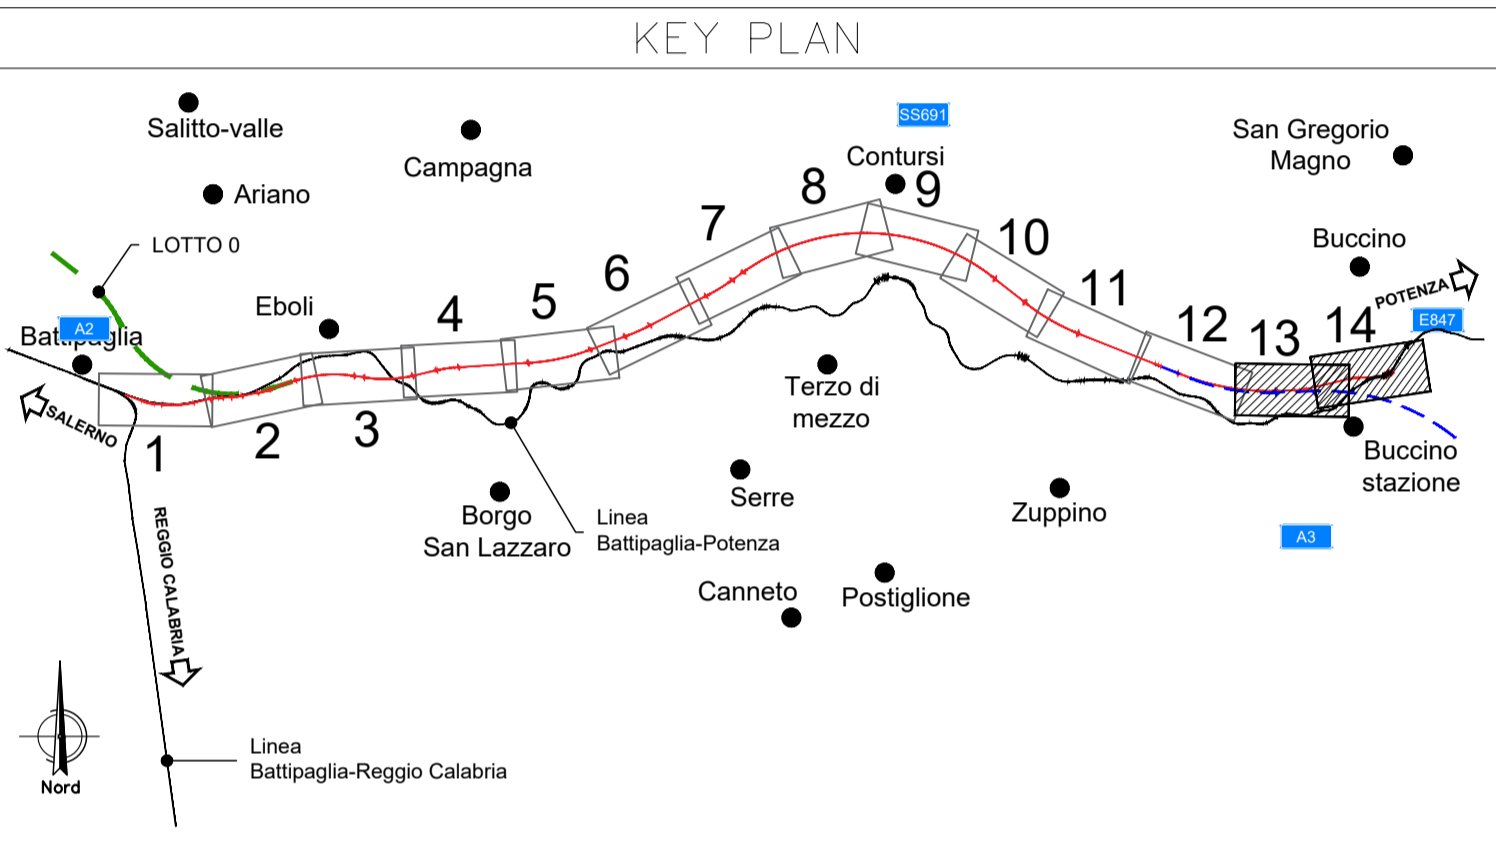 KEY PLAN
Salitto-valle
Campagna
SS691
Contursi
San Gregorio
Magno
Ariano
LOTTO 0
Buccino
POTENZA
E847
Eboli
Battipaglia
A2
SALERNO
1
2
3
4
5
6
7
8
9
10
11
12
13
14
Terzo di
mezzo
Buccino
stazione
Serre
Zuppino
Borgo
San Lazzaro
Linea
Battipaglia-Potenza
A3
Canneto
Postiglione
REGGIO CALABRIA
Linea
Battipaglia-Reggio Calabria
Nord